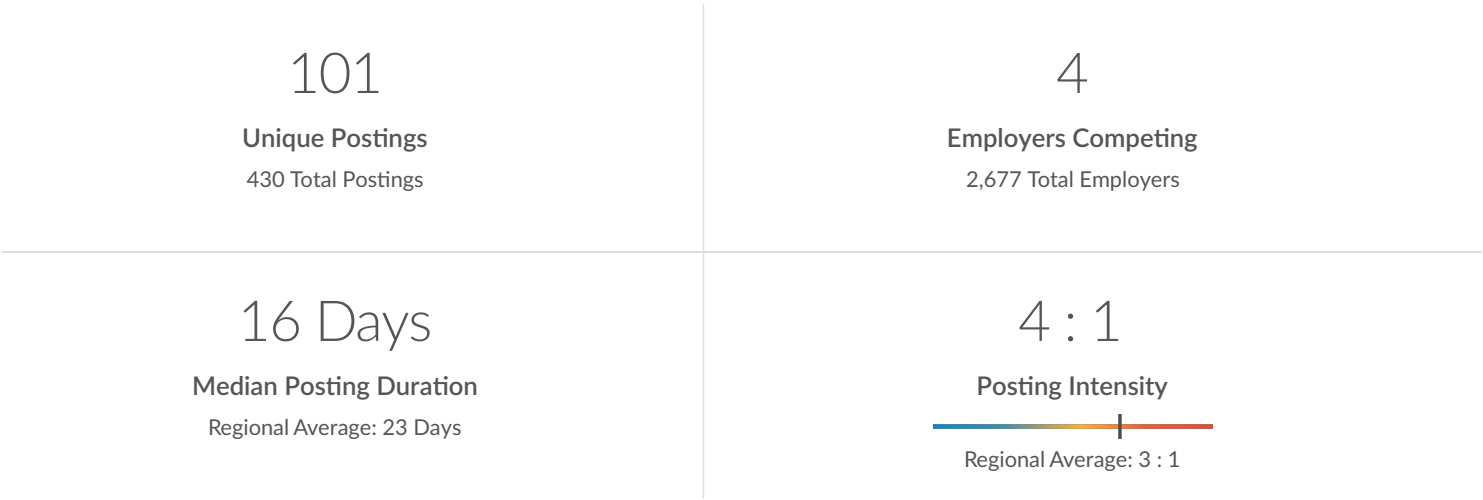 101
Unique Postings
430 Total Postings
4
Employers Competing
2,677 Total Employers
16 Days
Median Posting Duration
Regional Average: 23 Days
4 : 1
Posting Intensity
Regional Average: 3 : 1